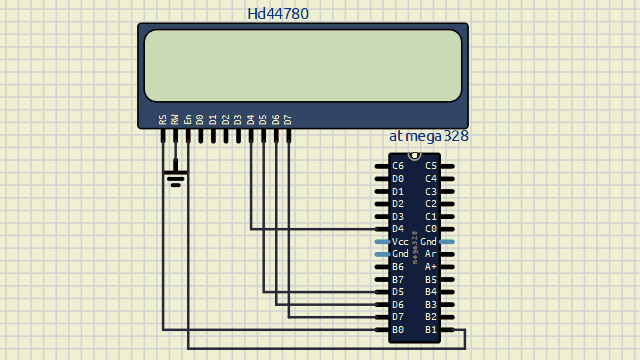 Hd44780
RS RW En D0 D1 D2 D3 D4 D5 D6 D7
atmega328
C6 C5
D0 C4
D1 C3
D2 C2
D3 C1
D4 C0
Vcc Gnd
Gnd Ar
B6 A+
B7 B5
D5 B4
D6 B3
D7 B2
B0 B1
mega328